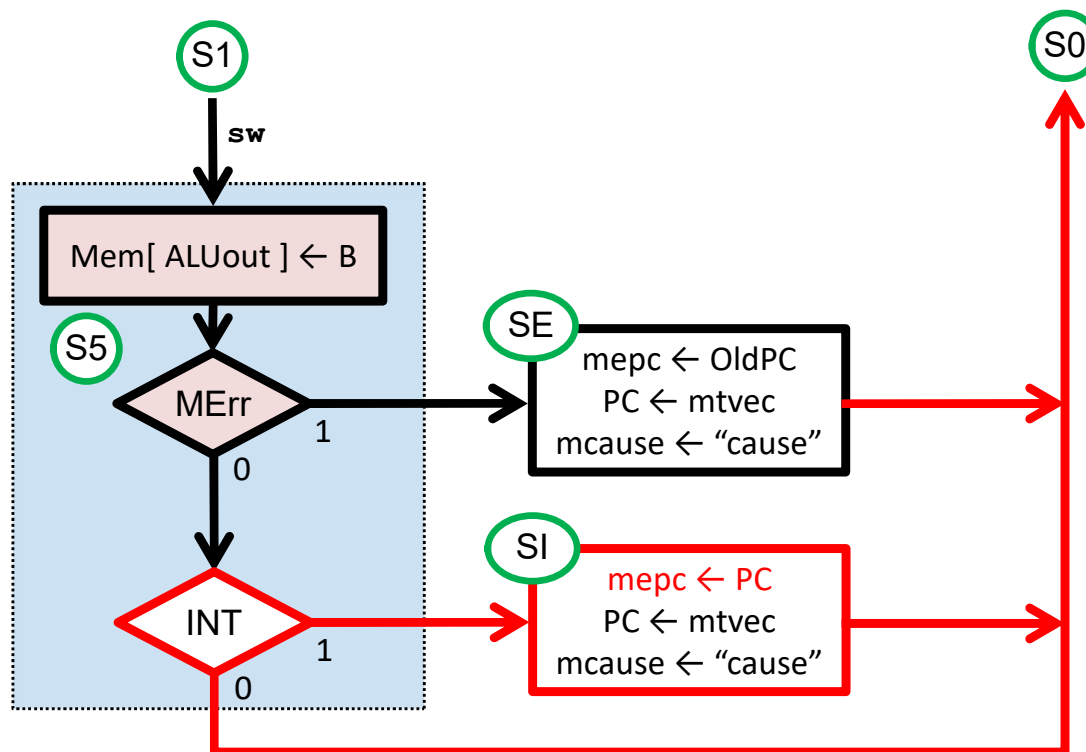 S1
S0
sw
Mem[ ALUout ] ← B
S5
SE
mepc ← OldPC
PC ← mtvec
mcause ← “cause”
MErr
1
0
SI
mepc ← PC
PC ← mtvec
mcause ← “cause”
INT
1
0